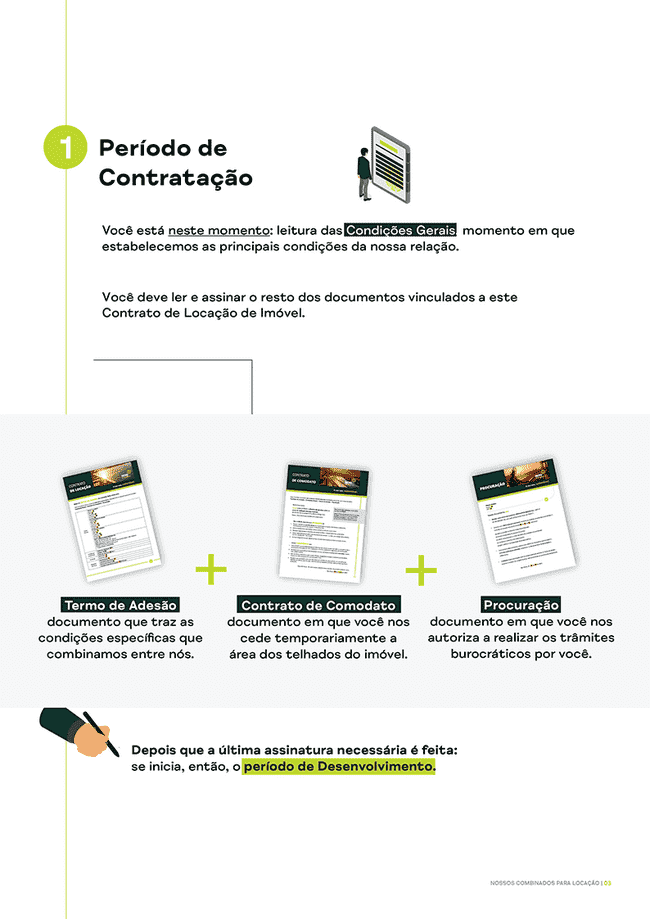 1
Período de
Contratação
Você está neste momento: leitura das Condições Gerais, momento em que
estabelecemos as principais condições da nossa relação.
Você deve ler e assinar o resto dos documentos vinculados a este
Contrato de Locação de Imóvel.
CONTRATO
DE LOCAÇÃO
CONTRATO
DE COMODATO
PROCURAÇÃO
+
+
Termo de Adesão
documento que traz as
condições específicas que
combinamos entre nós.
Contrato de Comodato
documento em que você nos
cede temporariamente a
área dos telhados do imóvel.
Procuração
documento em que você nos
autoriza a realizar os trâmites
burocráticos por você.
Depois que a última assinatura necessária é feita:
se inicia, então, o período de Desenvolvimento.
NOSSOS COMBINADOS PARA LOCAÇÃO | 03